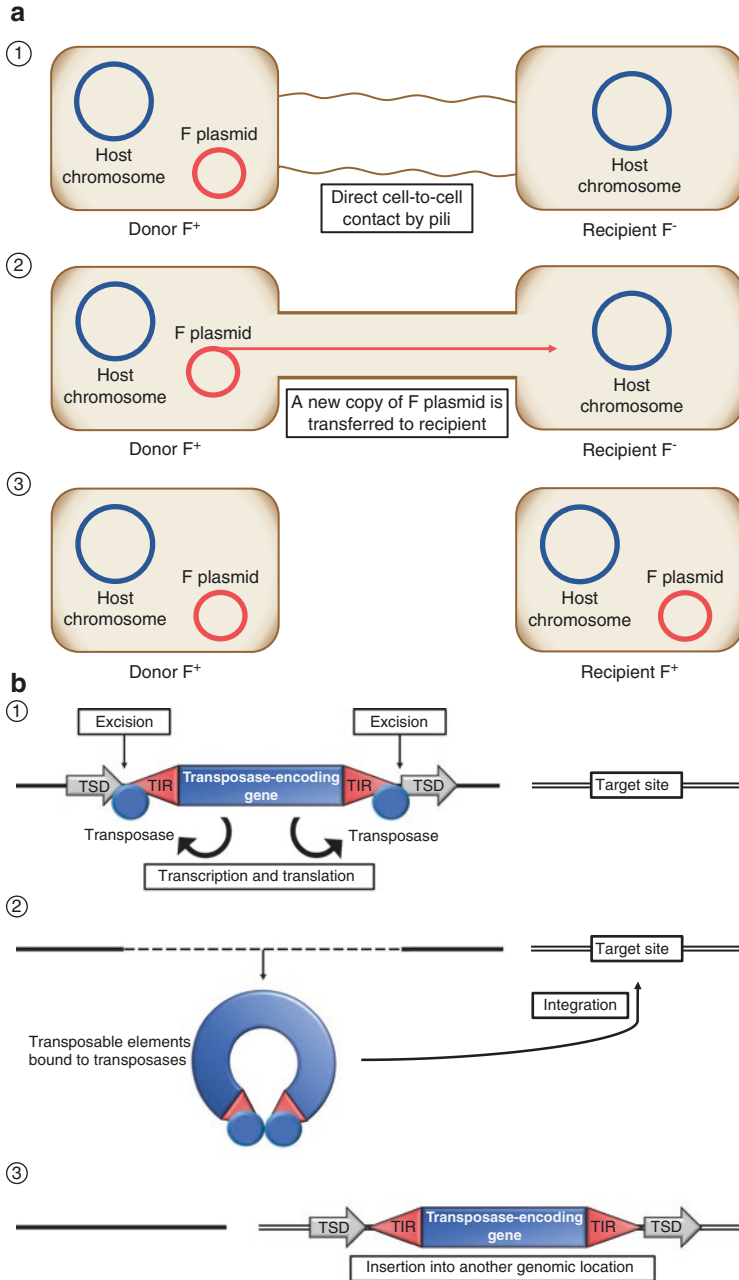 a
1
F plasmid
Host
chromosome
Host
chromosome
Direct cell-to-cell
contact by pili
Donor F⁺
Recipient F⁻
2
F plasmid
Host
chromosome
Host
chromosome
A new copy of F plasmid is
transferred to recipient
Donor F⁺
Recipient F⁻
3
F plasmid
Host
chromosome
F plasmid
Host
chromosome
Donor F⁺
Recipient F⁺
b
1
Excision
Excision
TSD
TIR
Transposase-encoding
gene
TIR
TSD
Target site
Transposase
Transposase
Transcription and translation
2
Target site
Integration
Transposable elements
bound to transposases
3
TSD
TIR
Transposase-encoding
gene
TIR
TSD
Insertion into another genomic location